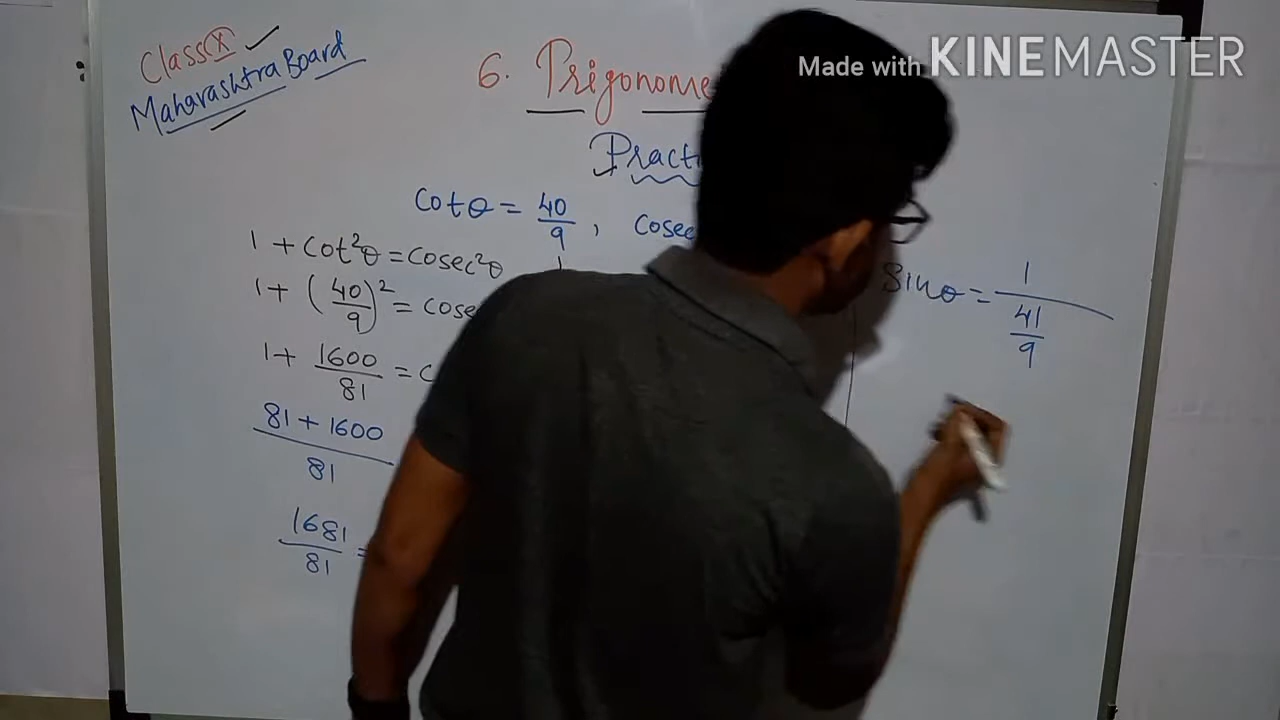 Class X ✓
Maharashtra Board
Made with KINEMASTER
6. Trigonome
Practi
Cotθ = 40/9 , Cosec
1 + Cot²θ = Cosec²θ
1 + (40/9)² = Cose
1 + 1600/81 = C
81 + 1600 / 81
1681/81 =
1
Sinθ = 1 / (41/9)